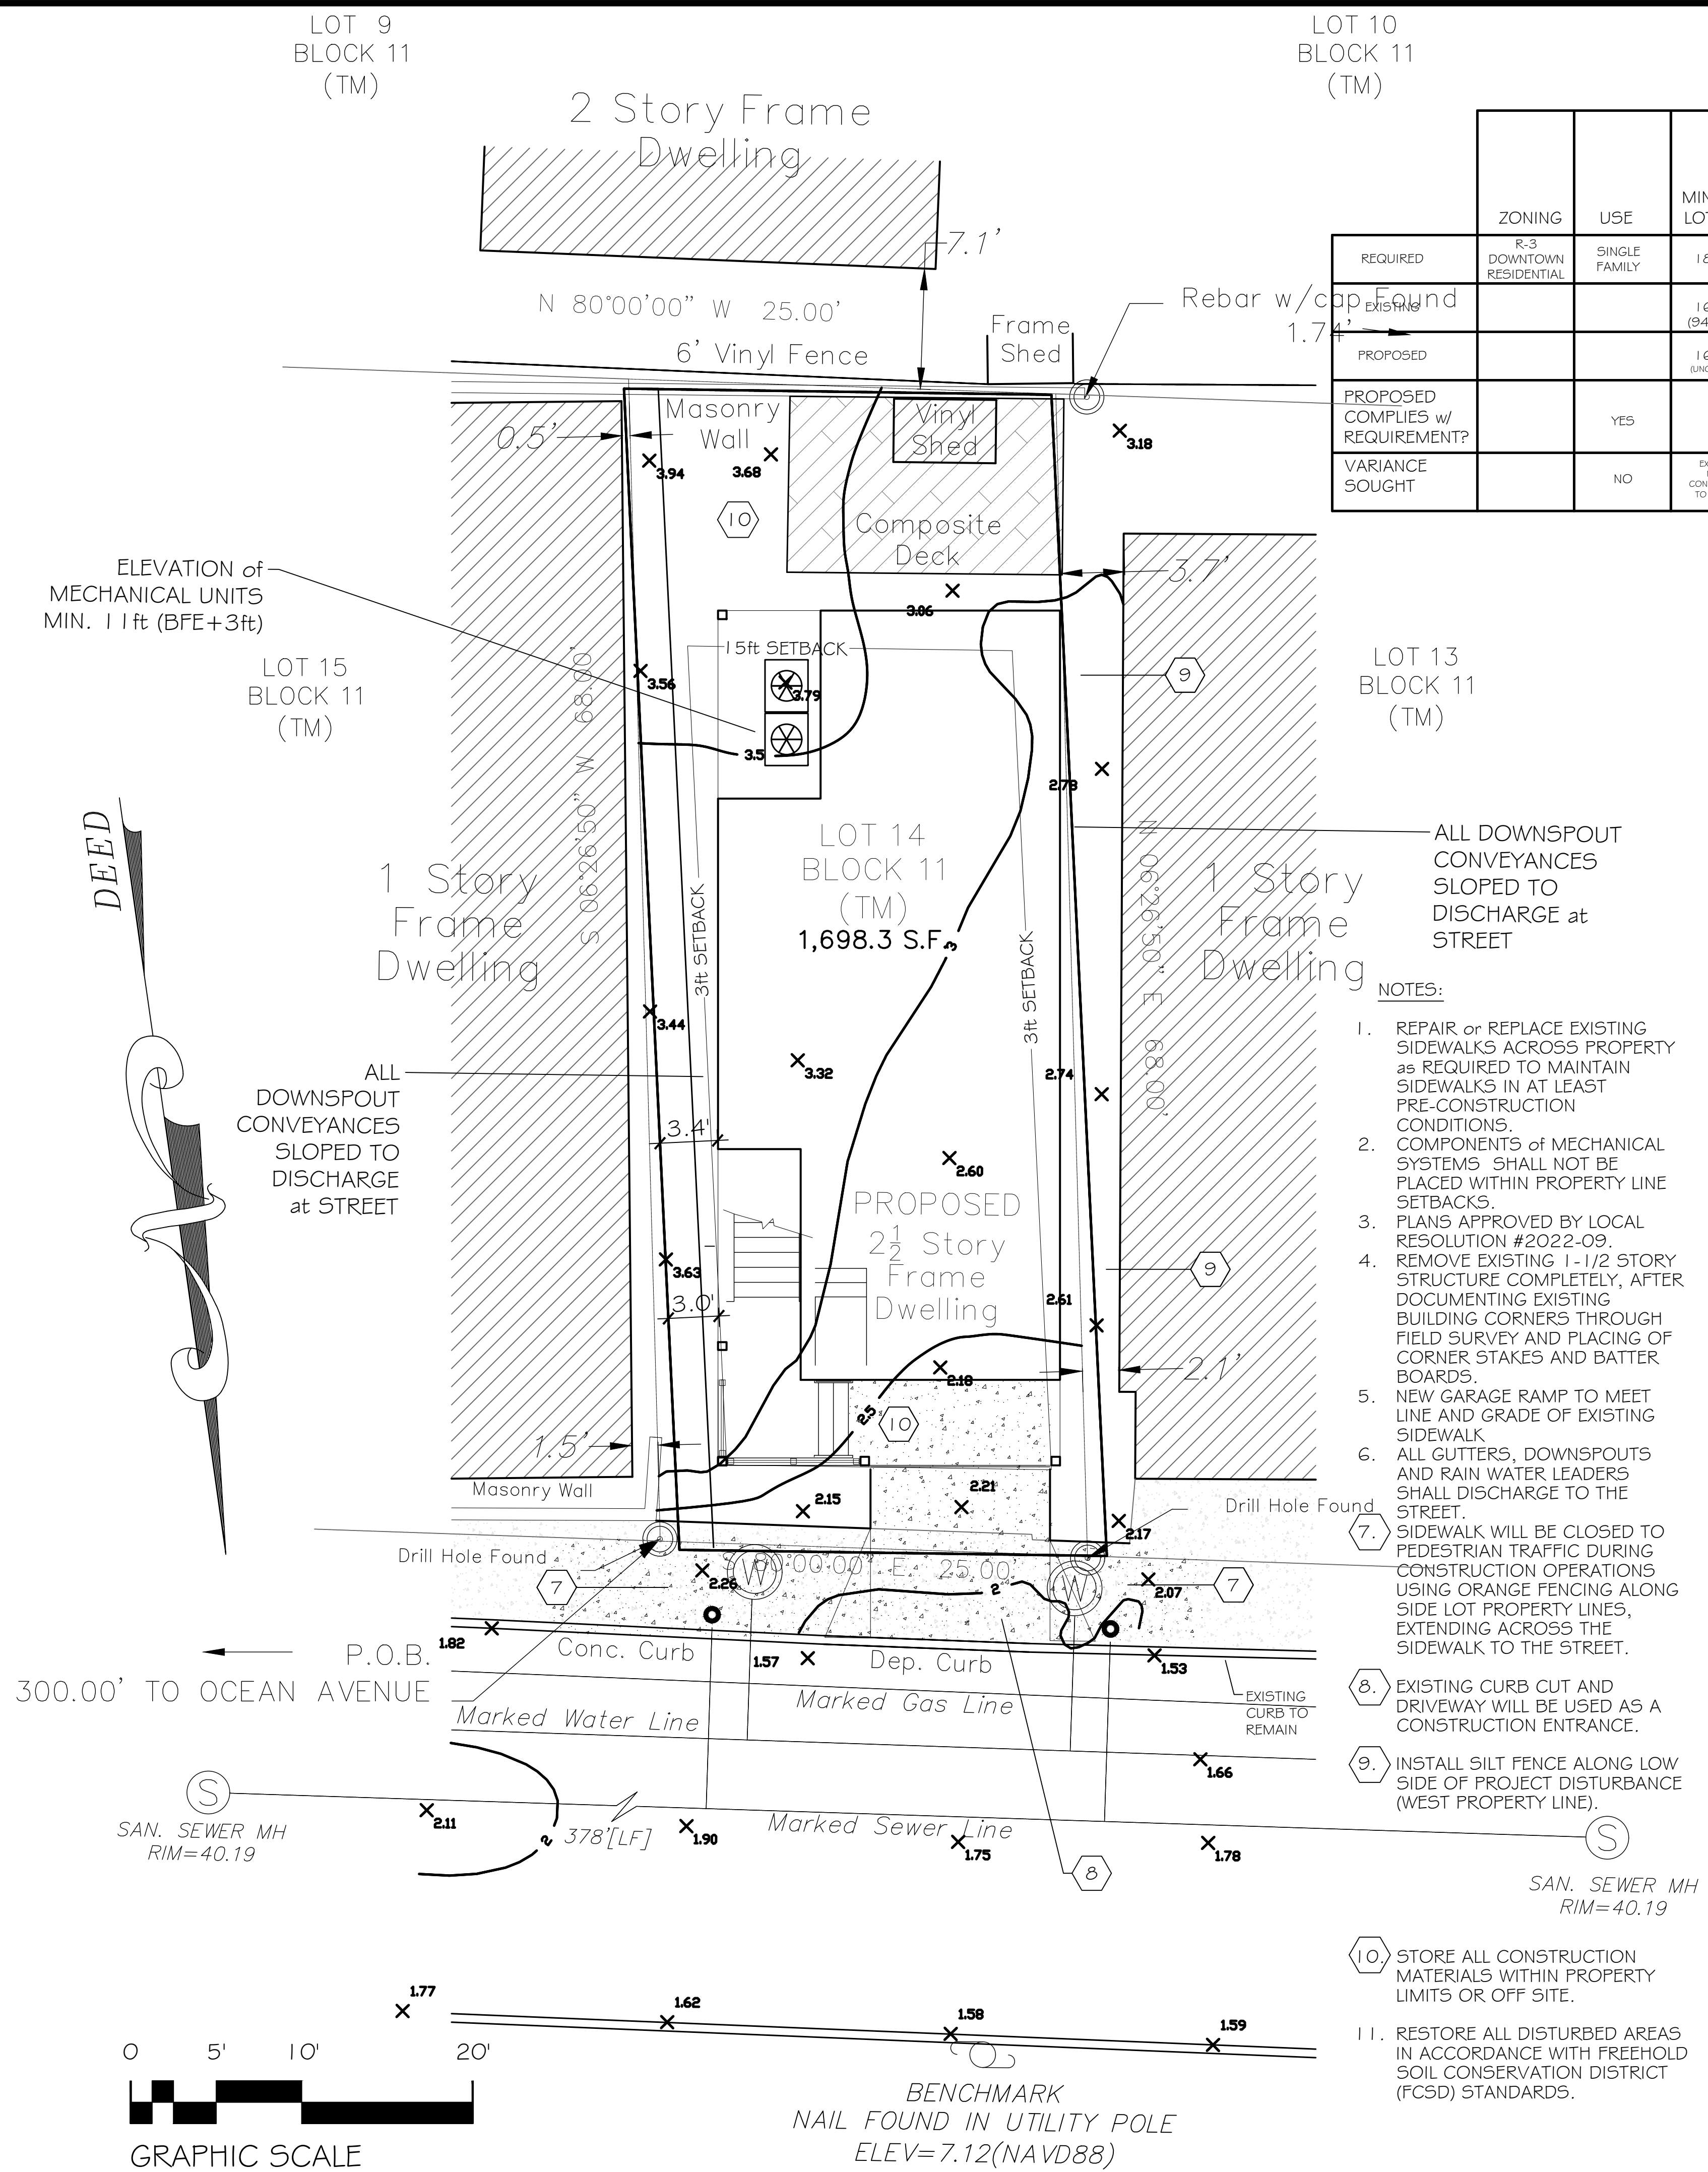 LOT 9
BLOCK 11
(TM)
LOT 10
BLOCK 11
(TM)
2 Story Frame
Dwelling
7.1'
N 80°00'00" W 25.00'
6' Vinyl Fence
Frame
Shed
Rebar w/cap Found
1.74'
ZONING
USE
REQUIRED
R-3
DOWNTOWN
RESIDENTIAL
SINGLE
FAMILY
EXISTING
PROPOSED
PROPOSED
COMPLIES w/
REQUIREMENT?
YES
VARIANCE
SOUGHT
NO
Masonry
Wall
0.5'
Vinyl
Shed
3.94
3.68
3.18
10
Composite
Deck
3.7'
3.06
ELEVATION of
MECHANICAL UNITS
MIN. 11ft (BFE+3ft)
LOT 15
BLOCK 11
(TM)
15ft SETBACK
3.56
3.79
3.5
9
LOT 13
BLOCK 11
(TM)
S 06°26'50" W 68.00'
2.78
DEED
LOT 14
BLOCK 11
(TM)
1,698.3 S.F.
3
3ft SETBACK
3ft SETBACK
N 06°26'50" E 68.00'
1 Story
Frame
Dwelling
1 Story
Frame
Dwelling
ALL DOWNSPOUT
CONVEYANCES
SLOPED TO
DISCHARGE at
STREET
3.44
3.32
2.74
ALL
DOWNSPOUT
CONVEYANCES
SLOPED TO
DISCHARGE
at STREET
3.4'
2.60
PROPOSED
2½ Story
Frame
Dwelling
3.63
3.0'
9
2.61
2.18
2.1'
2.5
10
1.5'
Masonry Wall
2.15
2.21
2.17
Drill Hole Found
Drill Hole Found
80°00'00" E 25.00'
W
W
7
2.26
2
2.07
7
1.82
Conc. Curb
1.57
Dep. Curb
1.53
P.O.B.
300.00' TO OCEAN AVENUE
Marked Gas Line
EXISTING
CURB TO
REMAIN
Marked Water Line
1.66
S
SAN. SEWER MH
RIM=40.19
2.11
2
378'[LF]
1.90
Marked Sewer Line
1.75
1.78
8
S
SAN. SEWER MH
RIM=40.19
1.77
1.62
1.58
1.59
0 5' 10' 20'
GRAPHIC SCALE
BENCHMARK
NAIL FOUND IN UTILITY POLE
ELEV=7.12(NAVD88)
NOTES:
1. REPAIR or REPLACE EXISTING
SIDEWALKS ACROSS PROPERTY
as REQUIRED TO MAINTAIN
SIDEWALKS IN AT LEAST
PRE-CONSTRUCTION
CONDITIONS.
2. COMPONENTS of MECHANICAL
SYSTEMS SHALL NOT BE
PLACED WITHIN PROPERTY LINE
SETBACKS.
3. PLANS APPROVED BY LOCAL
RESOLUTION #2022-09.
4. REMOVE EXISTING 1-1/2 STORY
STRUCTURE COMPLETELY, AFTER
DOCUMENTING EXISTING
BUILDING CORNERS THROUGH
FIELD SURVEY AND PLACING OF
CORNER STAKES AND BATTER
BOARDS.
5. NEW GARAGE RAMP TO MEET
LINE AND GRADE OF EXISTING
SIDEWALK
6. ALL GUTTERS, DOWNSPOUTS
AND RAIN WATER LEADERS
SHALL DISCHARGE TO THE
STREET.
7. SIDEWALK WILL BE CLOSED TO
PEDESTRIAN TRAFFIC DURING
CONSTRUCTION OPERATIONS
USING ORANGE FENCING ALONG
SIDE LOT PROPERTY LINES,
EXTENDING ACROSS THE
SIDEWALK TO THE STREET.
8. EXISTING CURB CUT AND
DRIVEWAY WILL BE USED AS A
CONSTRUCTION ENTRANCE.
9. INSTALL SILT FENCE ALONG LOW
SIDE OF PROJECT DISTURBANCE
(WEST PROPERTY LINE).
10. STORE ALL CONSTRUCTION
MATERIALS WITHIN PROPERTY
LIMITS OR OFF SITE.
11. RESTORE ALL DISTURBED AREAS
IN ACCORDANCE WITH FREEHOLD
SOIL CONSERVATION DISTRICT
(FCSD) STANDARDS.